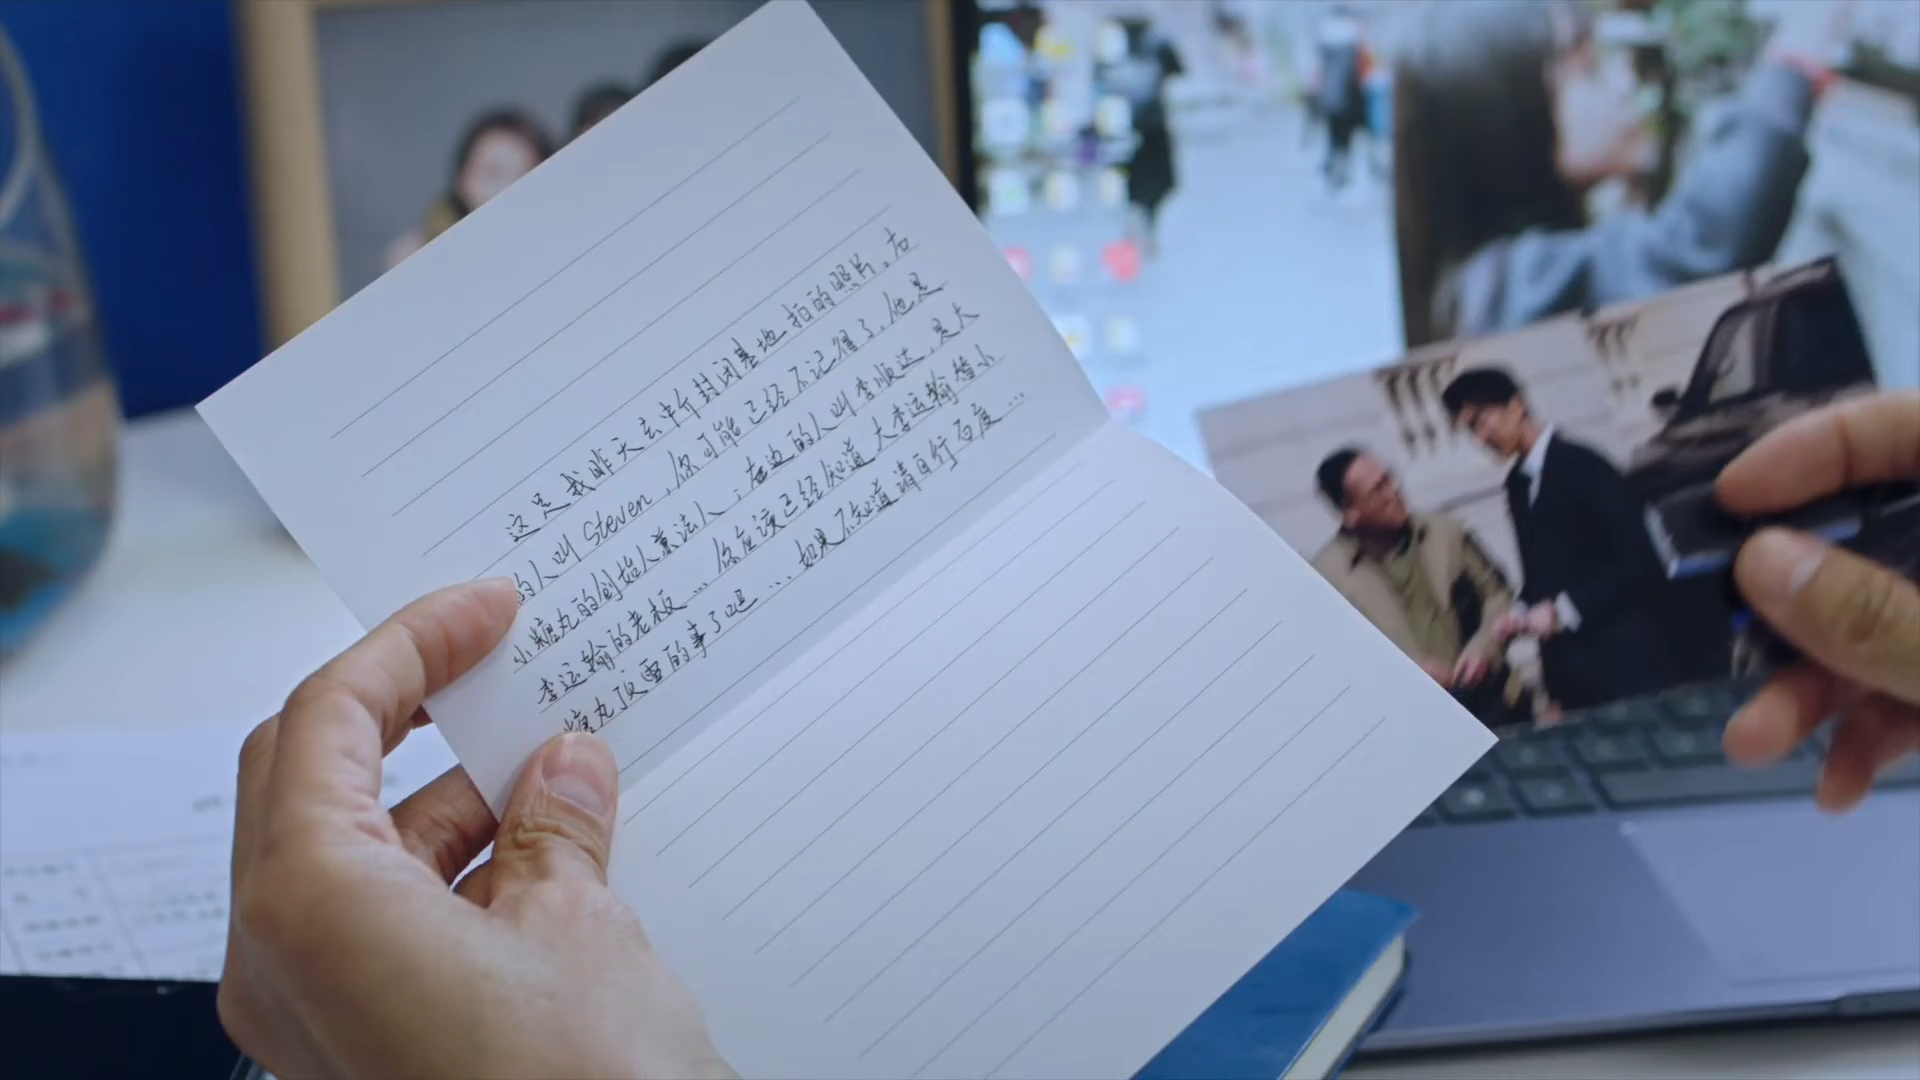 这是我昨天去中介封闭基地拍的照片，右
的人叫Steven，你可能已经不记得了，他是
小糖丸的创始人兼法人；左边的人叫李顺达，是大
李运输的老板…你应该已经知道大李运输替小
糖丸顶雷的事了吧…，如果不知道请自行百度…